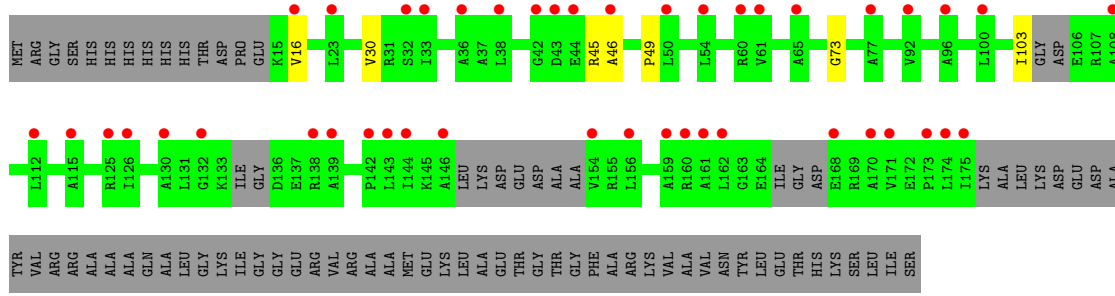 MET ARG GLY SER HIS HIS HIS HIS HIS HIS THR ASP PRO GLU K15 V16 L23 V30 R31 S32 I33 A36 A37 L38 G42 D43 E44 R45 A46 P49 L50 L54 R60 V61 A65 G73 A77 V92 A96 L100 I103 GLY ASP E106 R107 A108
L112 A115 R125 I126 A130 L131 G132 K133 ILE GLY D136 E137 R138 A139 P142 L143 I144 K145 A146 LEU LYS ASP GLU ASP ALA ALA V154 R155 L156 A159 R160 A161 L162 G163 E164 ILE GLY ASP E168 R169 A170 V171 E172 P173 L174 I175 LYS ALA LEU LYS ASP GLU ASP ALA
TYR VAL ARG ARG ALA ALA ALA GLN ALA LEU GLY LYS ILE GLY GLY GLU ARG VAL ARG ALA ALA MET GLU LYS LEU ALA GLU THR GLY THR GLY PHE ALA ARG LYS VAL ALA VAL ASN TYR LEU GLU THR HIS LYS SER LEU ILE SER